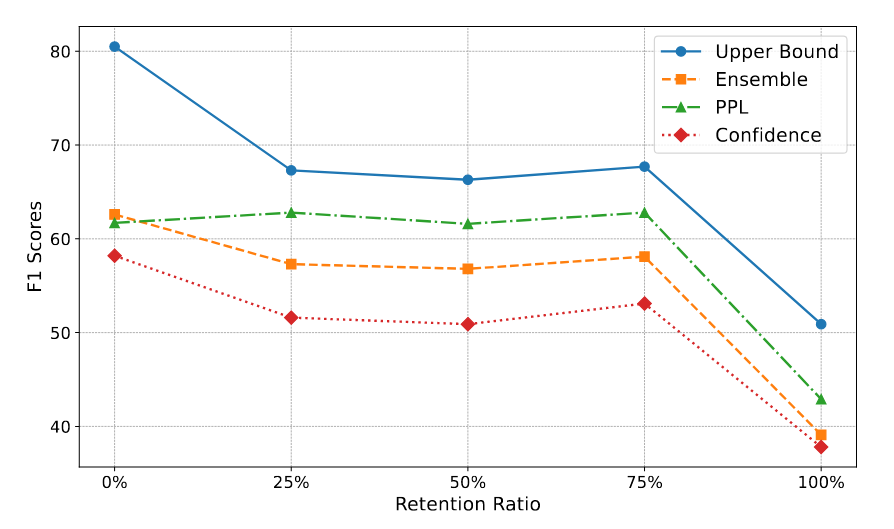 80
70
60
50
40
F1 Scores
0% 25% 50% 75% 100%
Retention Ratio
Upper Bound
Ensemble
PPL
Confidence